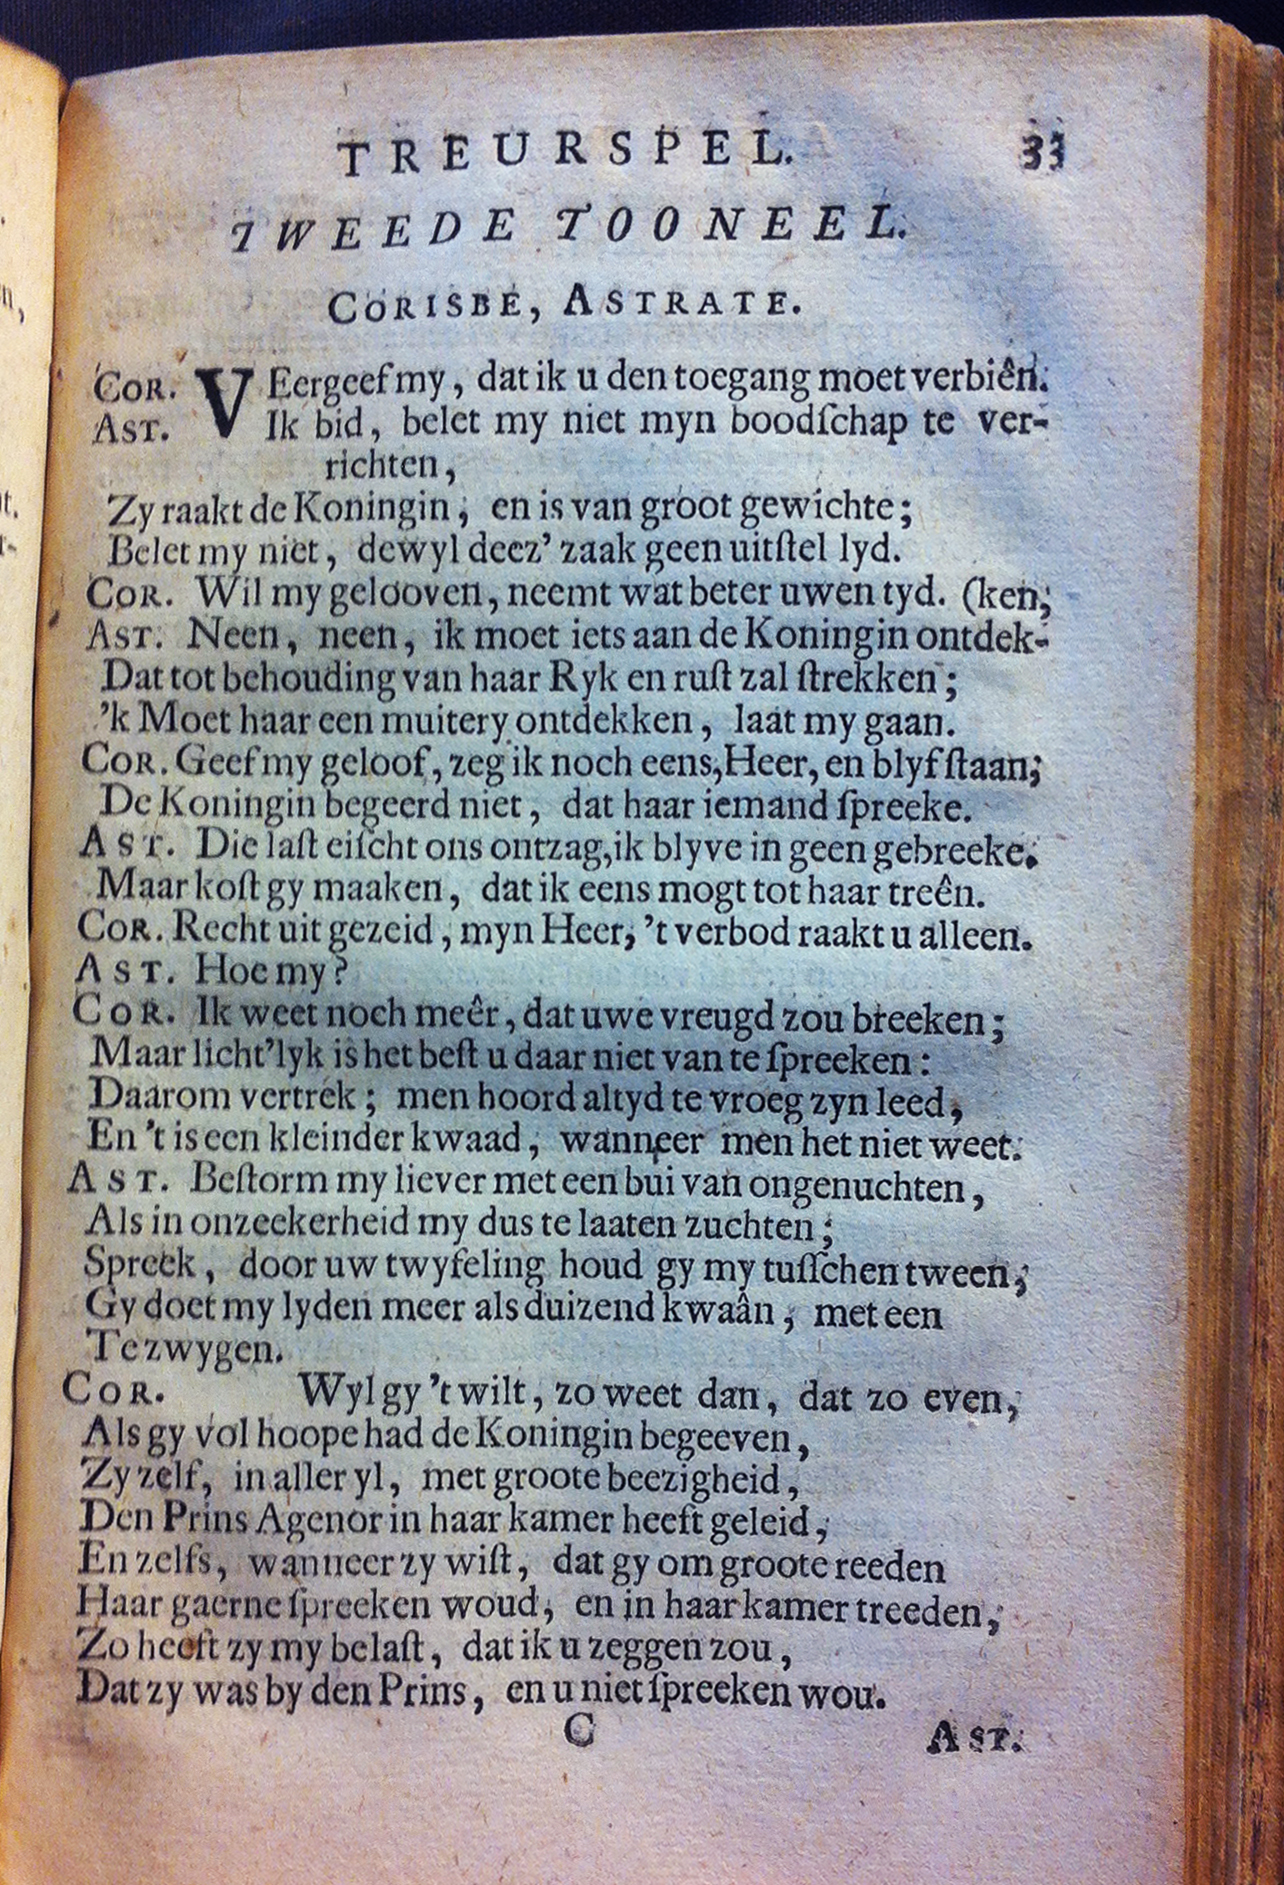 TREURSPEL. 33
TWEEDE TOONEEL.
CORISBE, ASTRATE.
COR. VEergeef my, dat ik u den toegang moet verbiên.
AST. Ik bid, belet my niet myn boodſchap te ver-
richten,
Zy raakt de Koningin, en is van groot gewichte;
Belet my niet, dewyl deez' zaak geen uitſtel lyd.
COR. Wil my gelooven, neemt wat beter uwen tyd. (ken,
AST. Neen, neen, ik moet iets aan de Koningin ontdek-
Dat tot behouding van haar Ryk en ruſt zal ſtrekken;
'k Moet haar een muitery ontdekken, laat my gaan.
COR. Geef my geloof, zeg ik noch eens, Heer, en blyf ſtaan;
De Koningin begeerd niet, dat haar iemand ſpreeke.
AST. Die laſt eiſcht ons ontzag, ik blyve in geen gebreeke.
Maar koſt gy maaken, dat ik eens mogt tot haar treên.
COR. Recht uit gezeid, myn Heer, 't verbod raakt u alleen.
AST. Hoe my?
COR. Ik weet noch meêr, dat uwe vreugd zou breeken;
Maar licht'lyk is het beſt u daar niet van te ſpreeken:
Daarom vertrek; men hoord altyd te vroeg zyn leed,
En 't is een kleinder kwaad, wanneer men het niet weet.
AST. Beſtorm my liever met een bui van ongenuchten,
Als in onzeekerheid my dus te laaten zuchten;
Spreek, door uw twyfeling houd gy my tuſſchen tween,
Gy doet my lyden meer als duizend kwaân, met een
Te zwygen.
COR. Wyl gy 't wilt, zo weet dan, dat zo even,
Als gy vol hoope had de Koningin begeeven,
Zy zelf, in aller yl, met groote beezigheid,
Den Prins Agenor in haar kamer heeft geleid,
En zelfs, wanneer zy wiſt, dat gy om groote reeden
Haar gaerne ſpreeken woud, en in haar kamer treeden,
Zo heeft zy my belaſt, dat ik u zeggen zou,
Dat zy was by den Prins, en u niet ſpreeken wou.
C AST.